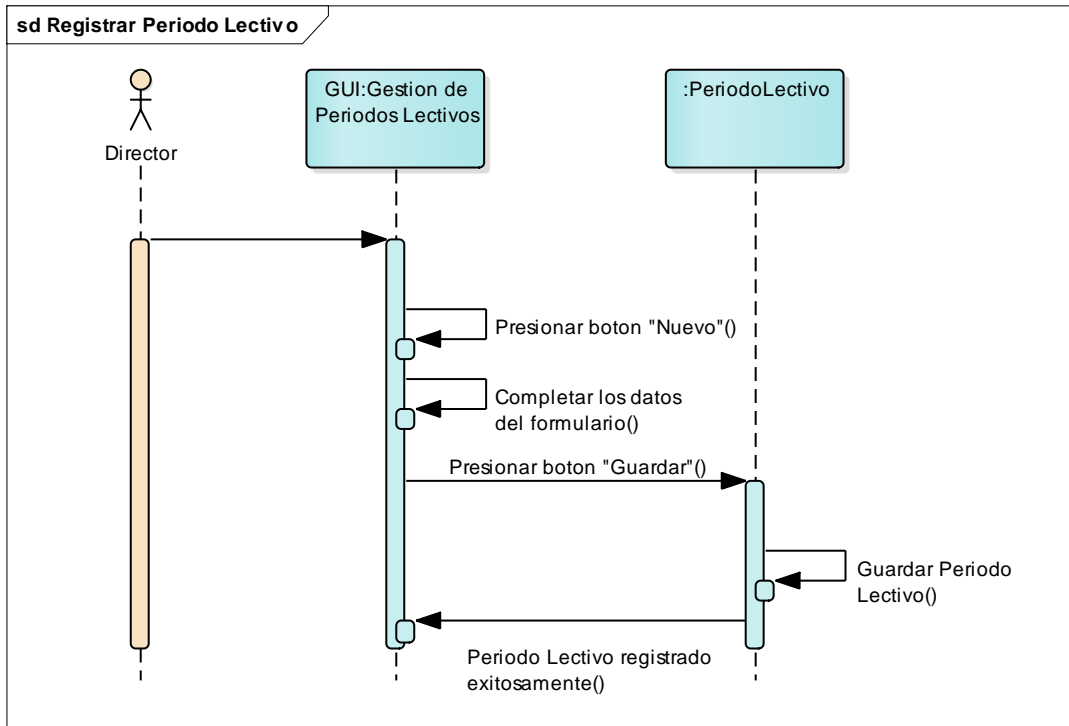 sd Registrar Periodo Lectivo
Director
GUI:Gestion de
Periodos Lectivos
:PeriodoLectivo
Presionar boton "Nuevo"()
Completar los datos
del formulario()
Presionar boton "Guardar"()
Guardar Periodo
Lectivo()
Periodo Lectivo registrado
exitosamente()